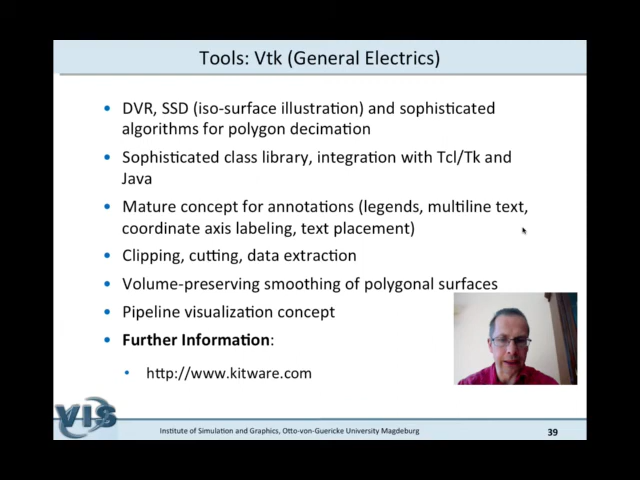 Tools: Vtk (General Electrics)
• DVR, SSD (iso-surface illustration) and sophisticated
algorithms for polygon decimation
• Sophisticated class library, integration with Tcl/Tk and
Java
• Mature concept for annotations (legends, multiline text,
coordinate axis labeling, text placement)
• Clipping, cutting, data extraction
• Volume-preserving smoothing of polygonal surfaces
• Pipeline visualization concept
• Further Information:
• http://www.kitware.com
VIS
Institute of Simulation and Graphics, Otto-von-Guericke University Magdeburg
39